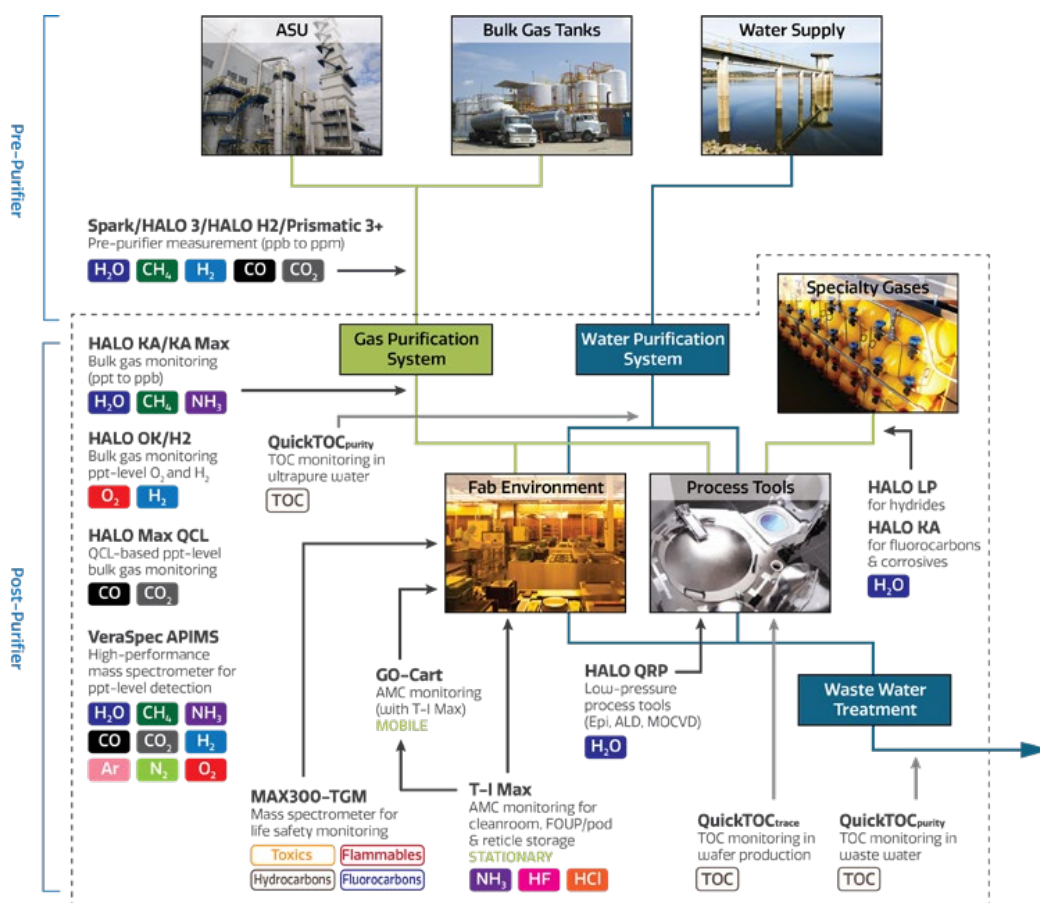 ASU
Bulk Gas Tanks
Water Supply
Pre-Purifier
Spark/HALO 3/HALO H2/Prismatic 3+
Pre-purifier measurement (ppb to ppm)
H₂O CH₄ H₂ CO CO₂
Specialty Gases
Gas Purification
System
Water Purification
System
Post-Purifier
HALO KA/KA Max
Bulk gas monitoring
(ppt to ppb)
H₂O CH₄ NH₃
HALO OK/H2
Bulk gas monitoring
ppt-level O₂ and H₂
O₂ H₂
QuickTOCpurity
TOC monitoring in
ultrapure water
TOC
Fab Environment
Process Tools
HALO LP
for hydrides
HALO KA
for fluorocarbons
& corrosives
H₂O
HALO Max QCL
QCL-based ppt-level
bulk gas monitoring
CO CO₂
VeraSpec APIMS
High-performance
mass spectrometer for
ppt-level detection
H₂O CH₄ NH₃
CO CO₂ H₂
Ar N₂ O₂
GO-Cart
AMC monitoring
(with T-I Max)
MOBILE
HALO QRP
Low-pressure
process tools
(Epi, ALD, MOCVD)
H₂O
Waste Water
Treatment
MAX300-TGM
Mass spectrometer for
life safety monitoring
Toxics Flammables
Hydrocarbons Fluorocarbons
T-I Max
AMC monitoring for
cleanroom, FOUP/pod
& reticle storage
STATIONARY
NH₃ HF HCl
QuickTOCtrace
TOC monitoring in
wafer production
TOC
QuickTOCpurity
TOC monitoring in
waste water
TOC